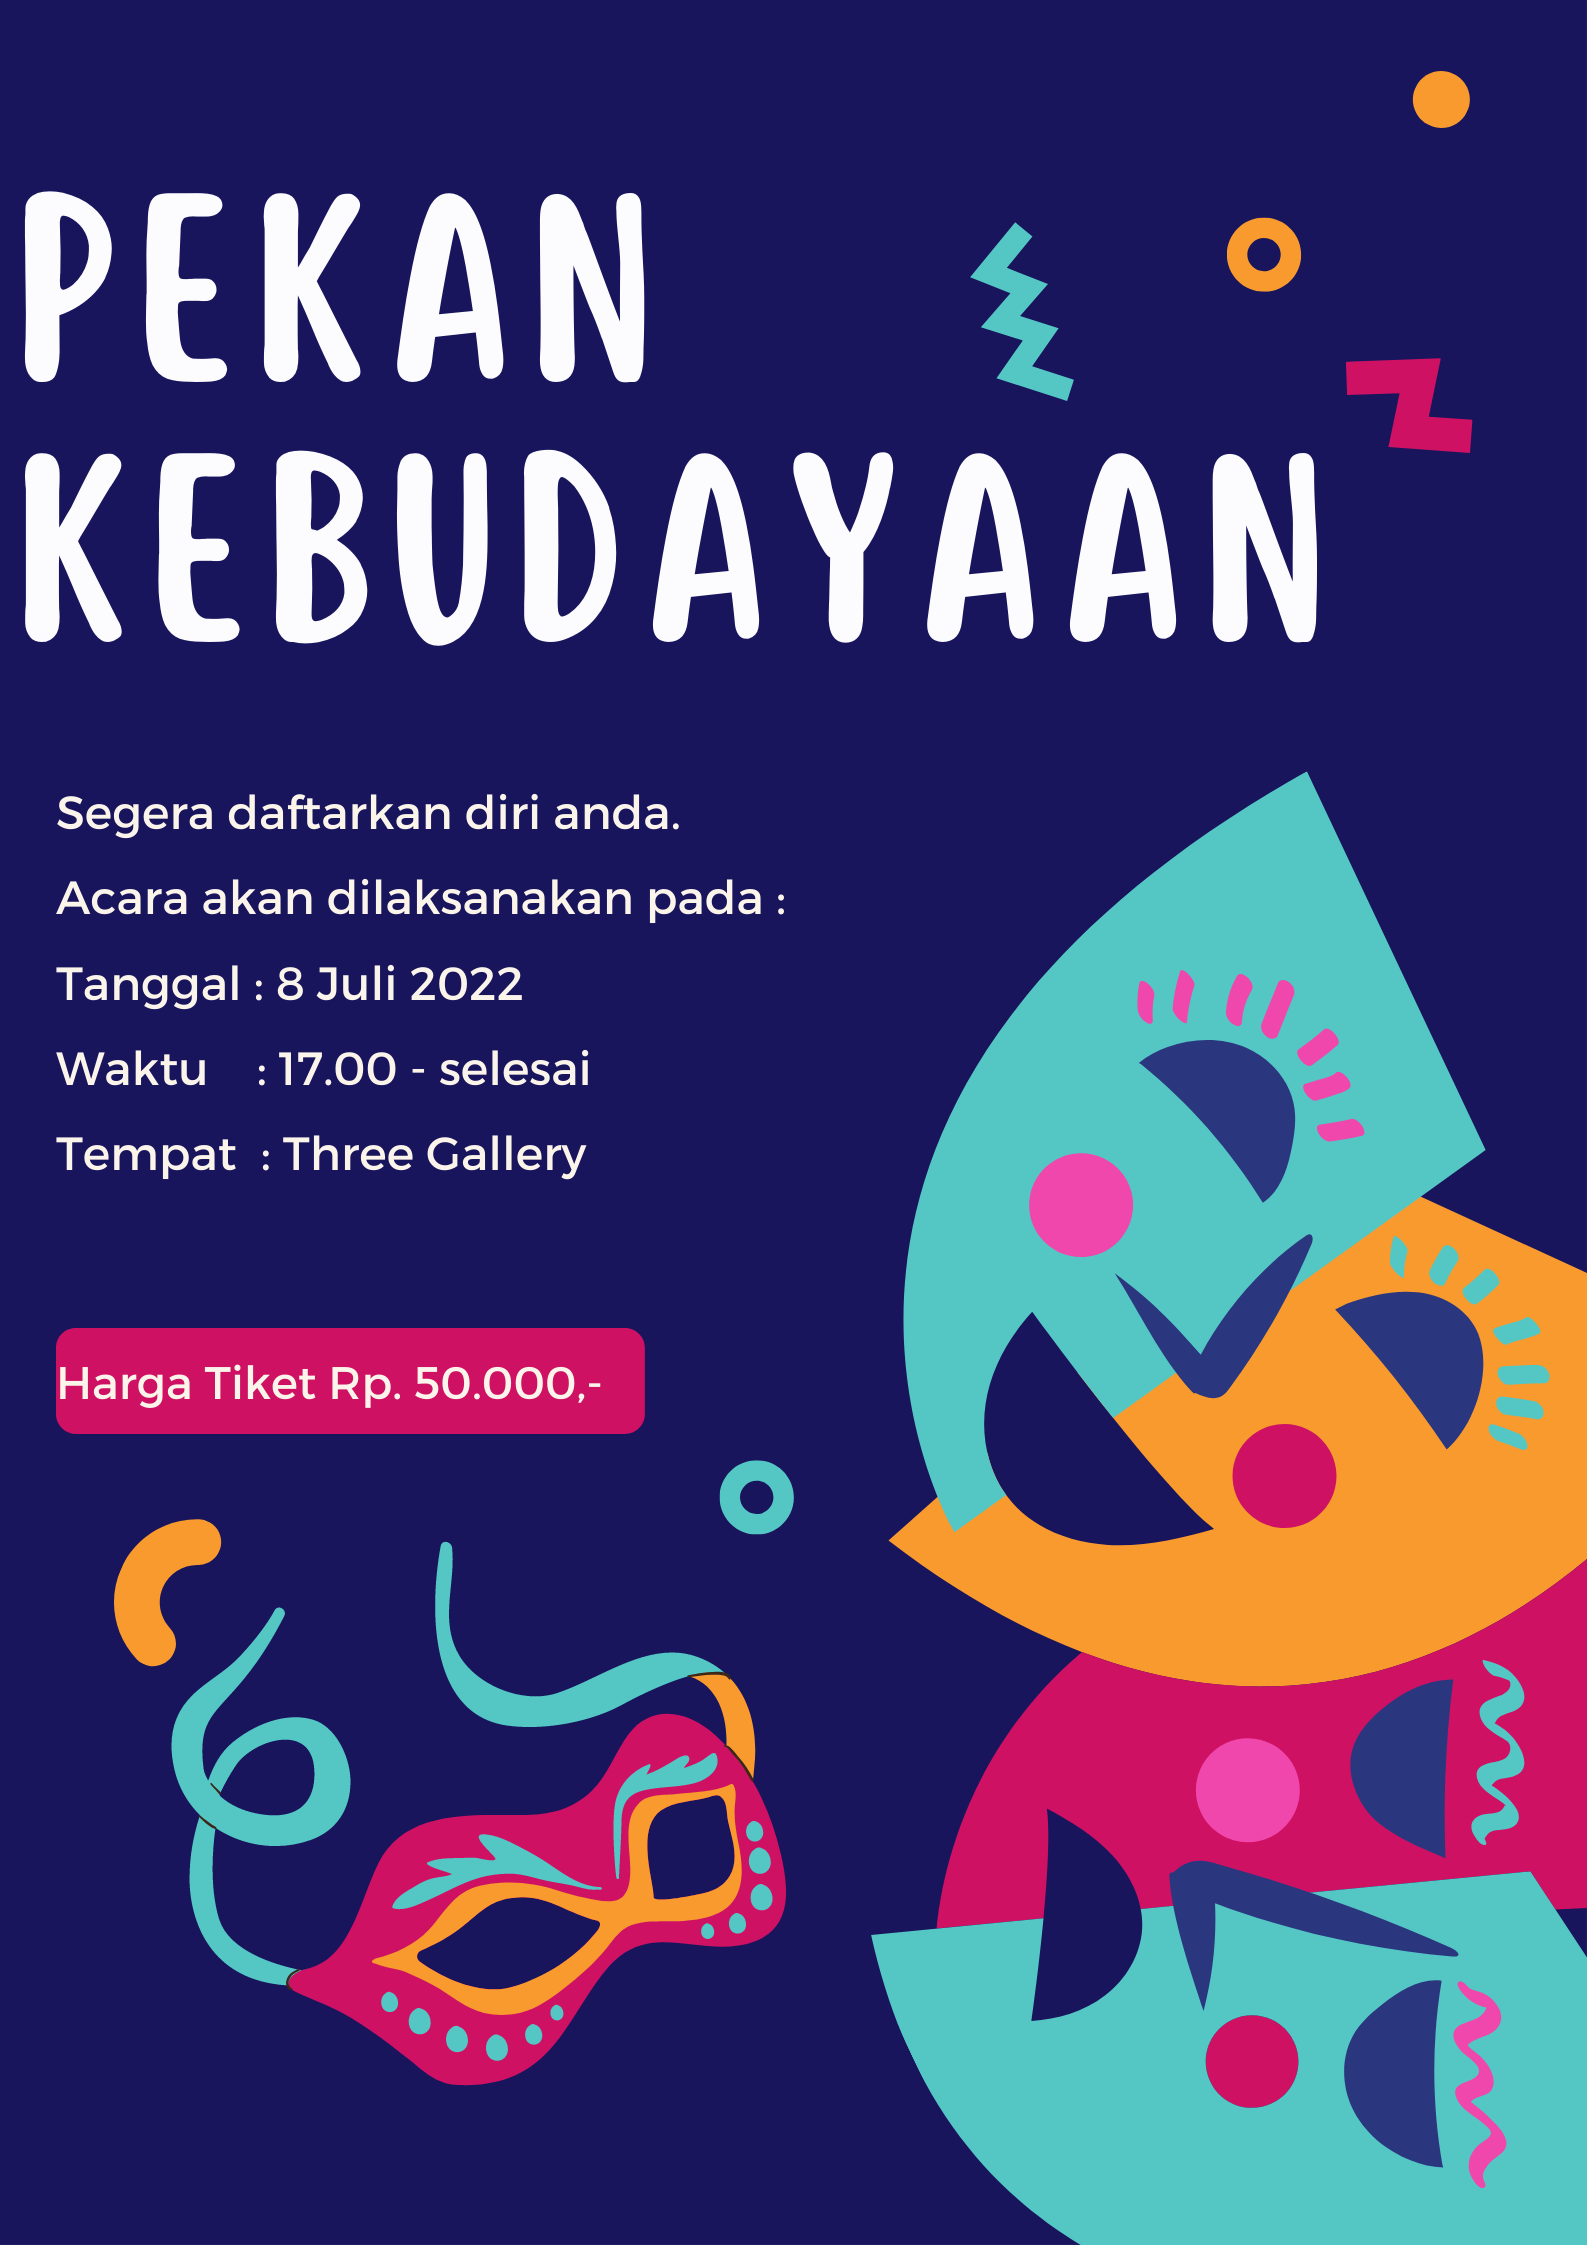 PEKAN
KEBUDAYAAN
Segera daftarkan diri anda.
Acara akan dilaksanakan pada :
Tanggal : 8 Juli 2022
Waktu : 17.00 - selesai
Tempat : Three Gallery
Harga Tiket Rp. 50.000,-